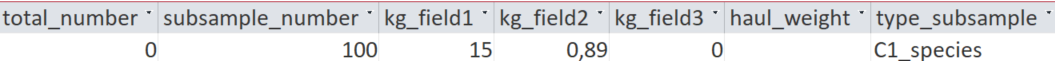 total_number subsample_number kg_field1 kg_field2 kg_field3 haul_weight type_subsample
0 100 15 0,89 0 C1_species